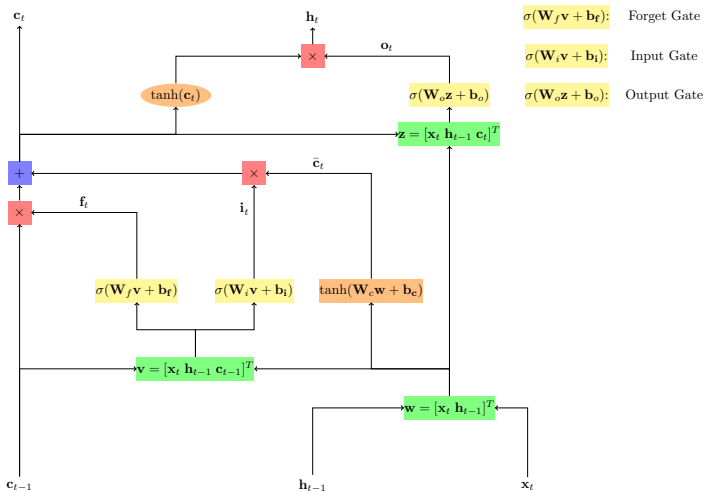 c_t
h_t
o_t
σ(W_f v + b_f): Forget Gate
σ(W_i v + b_i): Input Gate
σ(W_o z + b_o): Output Gate
×
tanh(c_t)
σ(W_o z + b_o)
z = [x_t h_{t−1} c_t]^T
+
×
c̄_t
×
f_t
i_t
σ(W_f v + b_f)
σ(W_i v + b_i)
tanh(W_c w + b_c)
v = [x_t h_{t−1} c_{t−1}]^T
w = [x_t h_{t−1}]^T
c_{t−1}
h_{t−1}
x_t